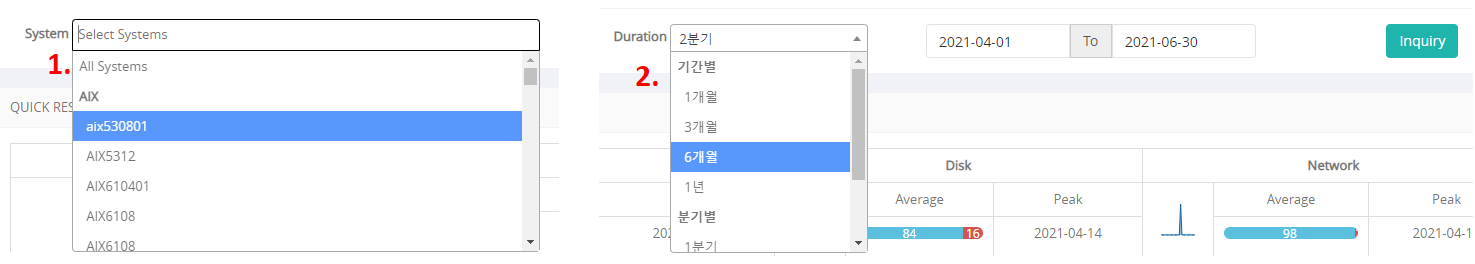 System
Select Systems
1.
All Systems
AIX
QUICK RES
aix530801
AIX5312
AIX610401
AIX6108
AIX6108
Duration
2분기
2021-04-01
To
2021-06-30
Inquiry
2.
기간별
1개월
3개월
6개월
1년
분기별
1분기
Disk
Network
Average
Peak
Average
Peak
202
84
16
2021-04-14
98
2021-04-1